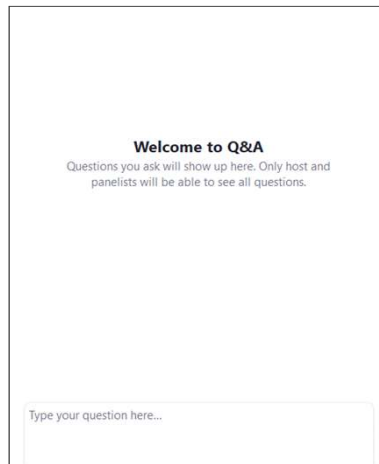 Welcome to Q&A
Questions you ask will show up here. Only host and
panelists will be able to see all questions.
Type your question here...